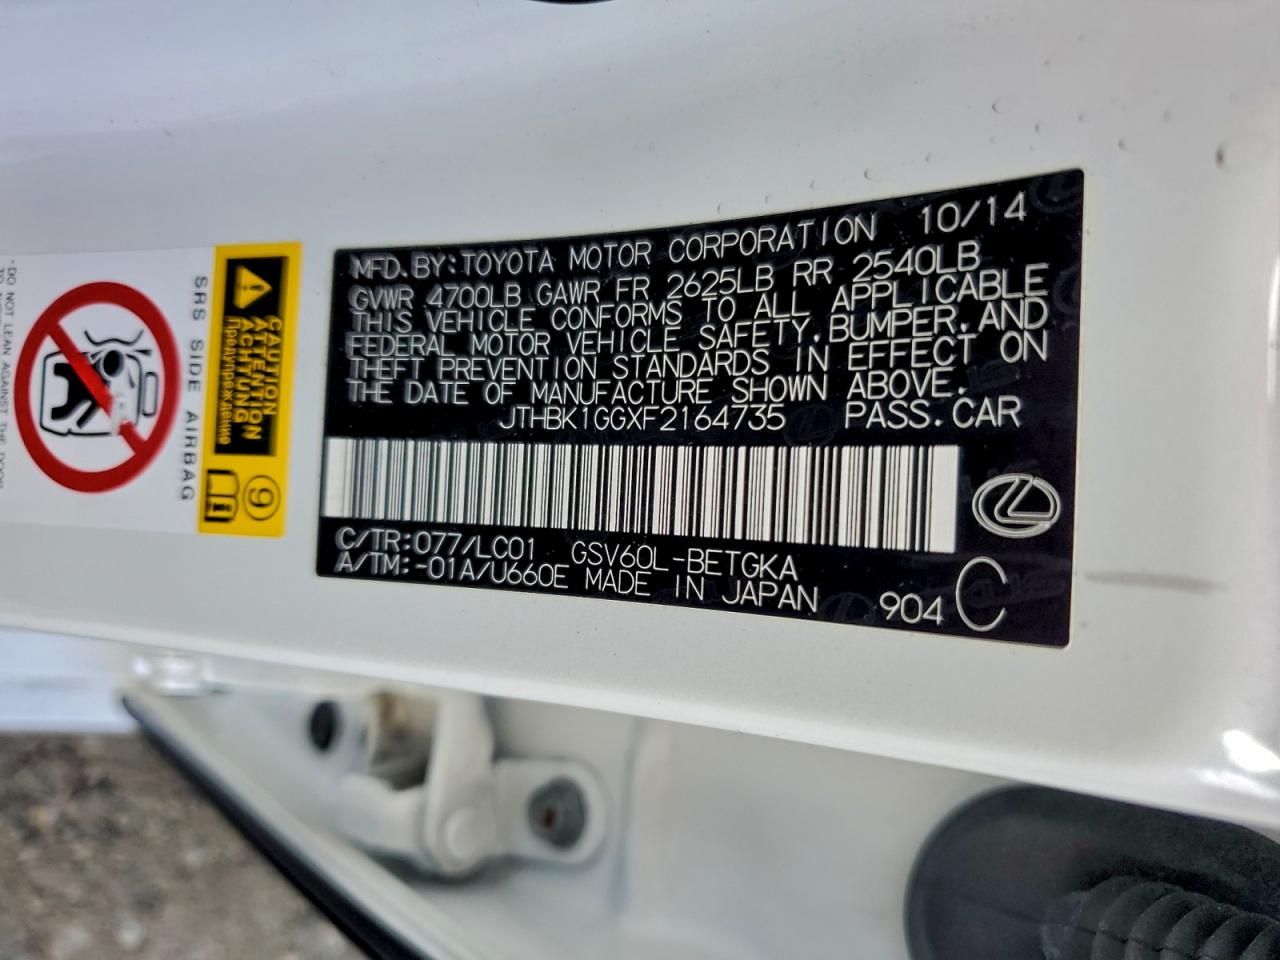 MFD.BY:TOYOTA MOTOR CORPORATION 10/14
GVWR 4700LB GAWR FR 2625LB RR 2540LB
THIS VEHICLE CONFORMS TO ALL APPLICABLE
FEDERAL MOTOR VEHICLE SAFETY,BUMPER,AND
THEFT PREVENTION STANDARDS IN EFFECT ON
THE DATE OF MANUFACTURE SHOWN ABOVE.
JTHBK1GGXF2164735 PASS.CAR
C/TR:077/LC01 GSV60L-BETGKA
A/TM:-01A/U660E MADE IN JAPAN 904 C
CAUTION
ATTENTION
ACHTUNG
Предупреждение
9
SRS SIDE AIRBAG
*DO NOT LEAN AGAINST THE DOOR